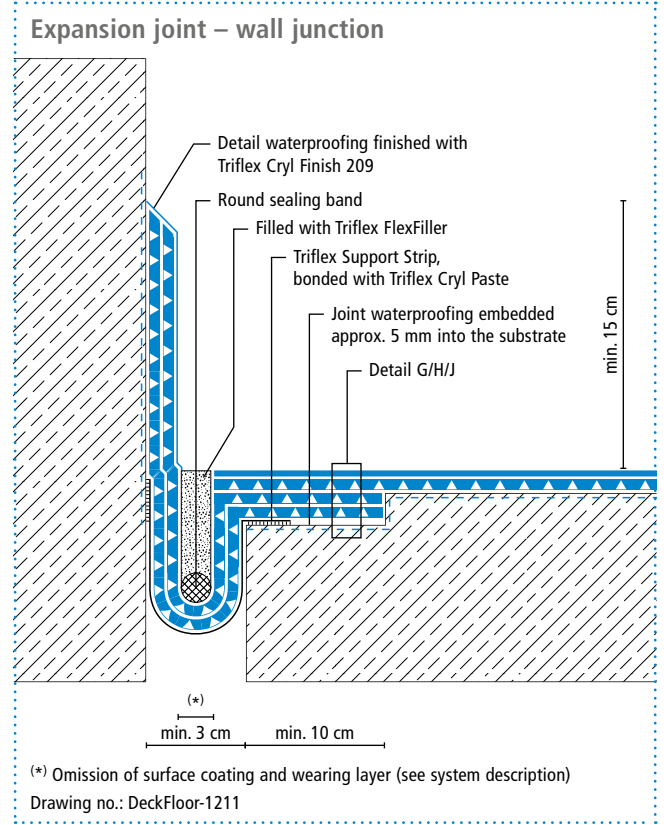 Expansion joint – wall junction
Detail waterproofing finished with
Triflex Cryl Finish 209
Round sealing band
Filled with Triflex FlexFiller
Triflex Support Strip,
bonded with Triflex Cryl Paste
Joint waterproofing embedded
approx. 5 mm into the substrate
Detail G/H/J
min. 15 cm
(*)
min. 3 cm
min. 10 cm
(*) Omission of surface coating and wearing layer (see system description)
Drawing no.: DeckFloor-1211